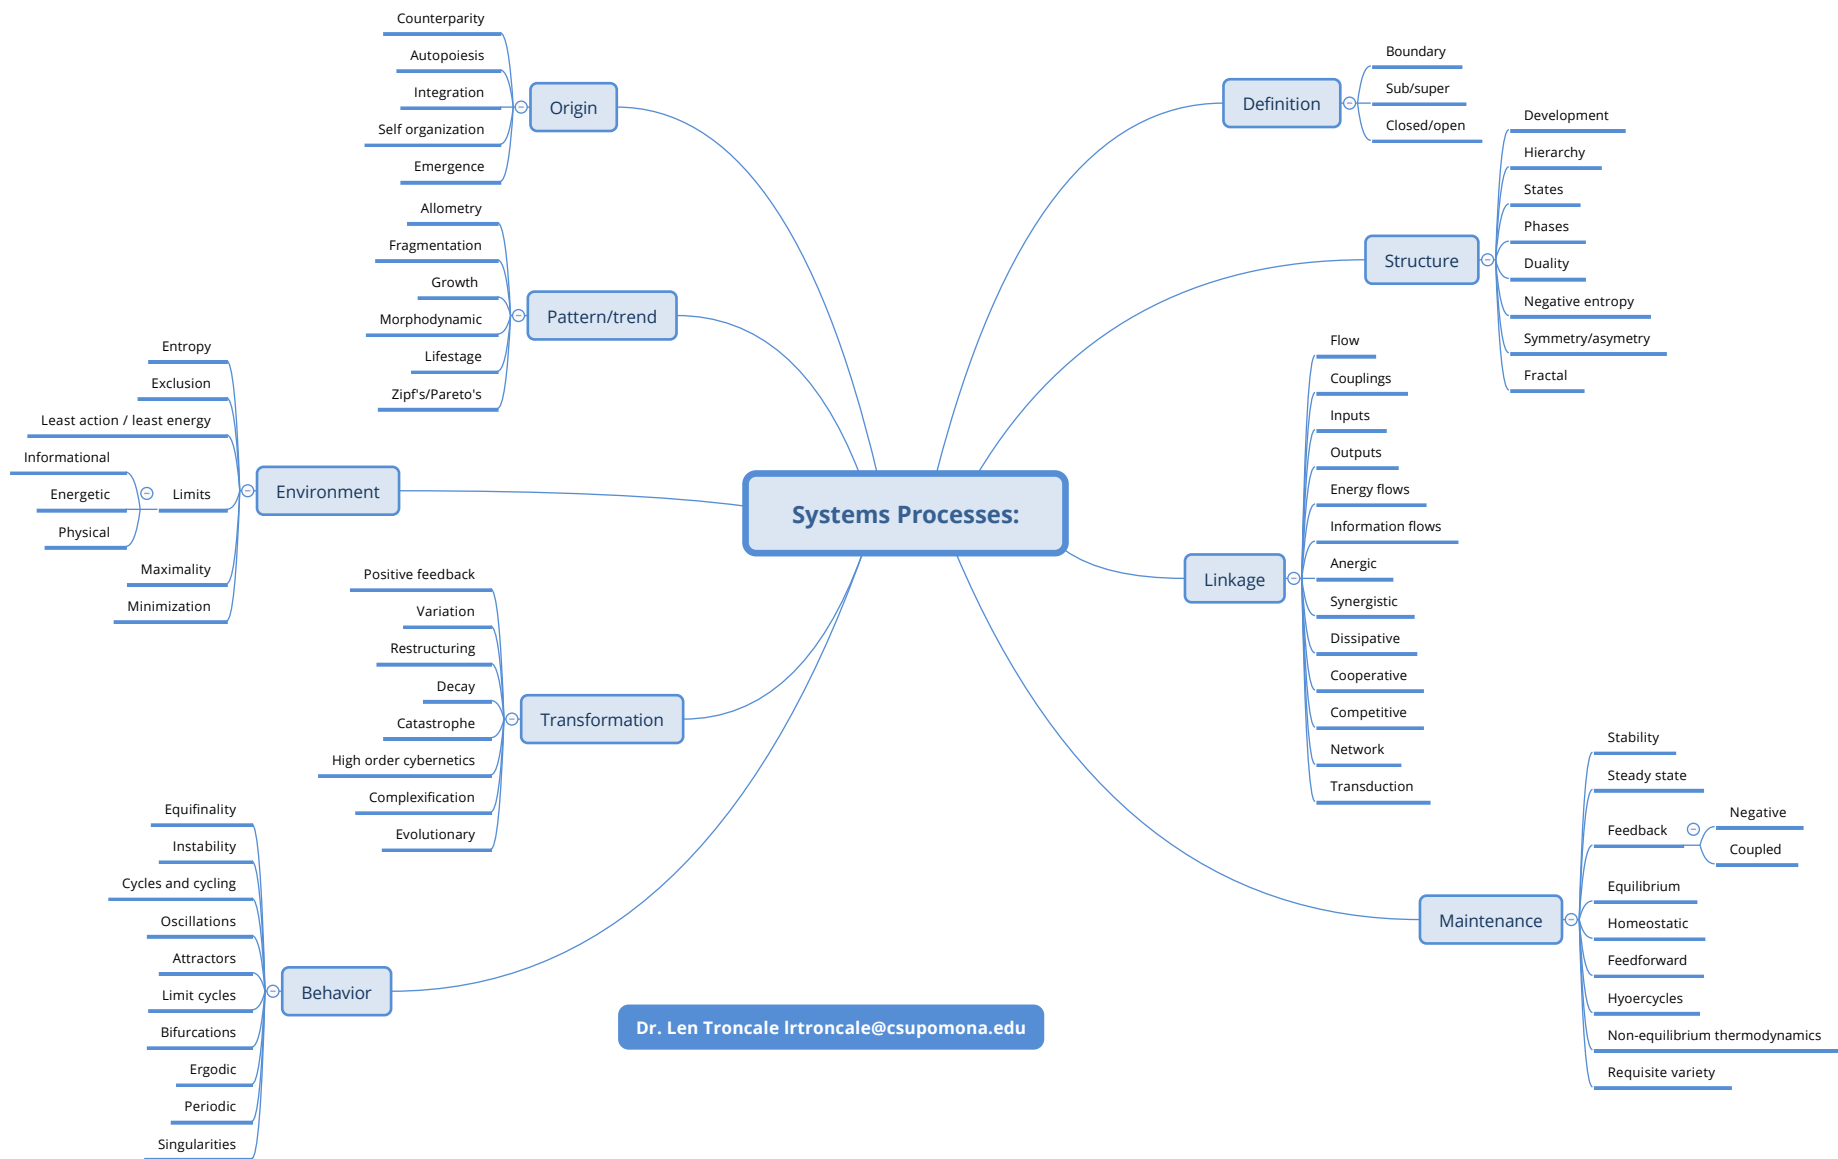 Systems Processes:
Definition
Boundary
Sub/super
Closed/open
Structure
Development
Hierarchy
States
Phases
Duality
Negative entropy
Symmetry/asymetry
Fractal
Linkage
Flow
Couplings
Inputs
Outputs
Energy flows
Information flows
Anergic
Synergistic
Dissipative
Cooperative
Competitive
Network
Transduction
Maintenance
Stability
Steady state
Feedback
Negative
Coupled
Equilibrium
Homeostatic
Feedforward
Hyoercycles
Non-equilibrium thermodynamics
Requisite variety
Origin
Counterparity
Autopoiesis
Integration
Self organization
Emergence
Pattern/trend
Allometry
Fragmentation
Growth
Morphodynamic
Lifestage
Zipf's/Pareto's
Environment
Entropy
Exclusion
Least action / least energy
Limits
Informational
Energetic
Physical
Maximality
Minimization
Transformation
Positive feedback
Variation
Restructuring
Decay
Catastrophe
High order cybernetics
Complexification
Evolutionary
Behavior
Equifinality
Instability
Cycles and cycling
Oscillations
Attractors
Limit cycles
Bifurcations
Ergodic
Periodic
Singularities
Dr. Len Troncale lrtroncale@csupomona.edu